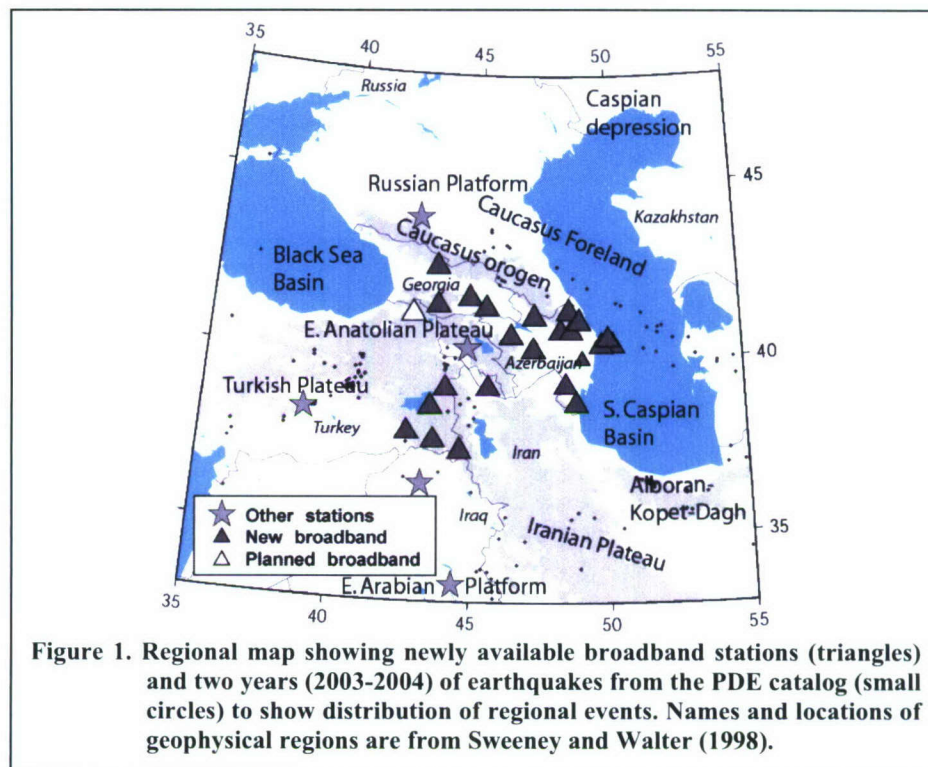 35
40
45
50
55
Russia
Caspian
depression
45
Russian Platform
Kazakhstan
Caucasus Foreland
Caucasus orogen
Black Sea
Basin
Georgia
E. Anatolian Plateau
40
Azerbaijan
Turkish Plateau
S. Caspian
Basin
Turkey
Iran
Alboran-
Kopet-Dagh
Iraq
Iranian Plateau
35
Other stations
New broadband
Planned broadband
E. Arabian Platform
35
40
45
50
55
Figure 1. Regional map showing newly available broadband stations (triangles)
and two years (2003-2004) of earthquakes from the PDE catalog (small
circles) to show distribution of regional events. Names and locations of
geophysical regions are from Sweeney and Walter (1998).